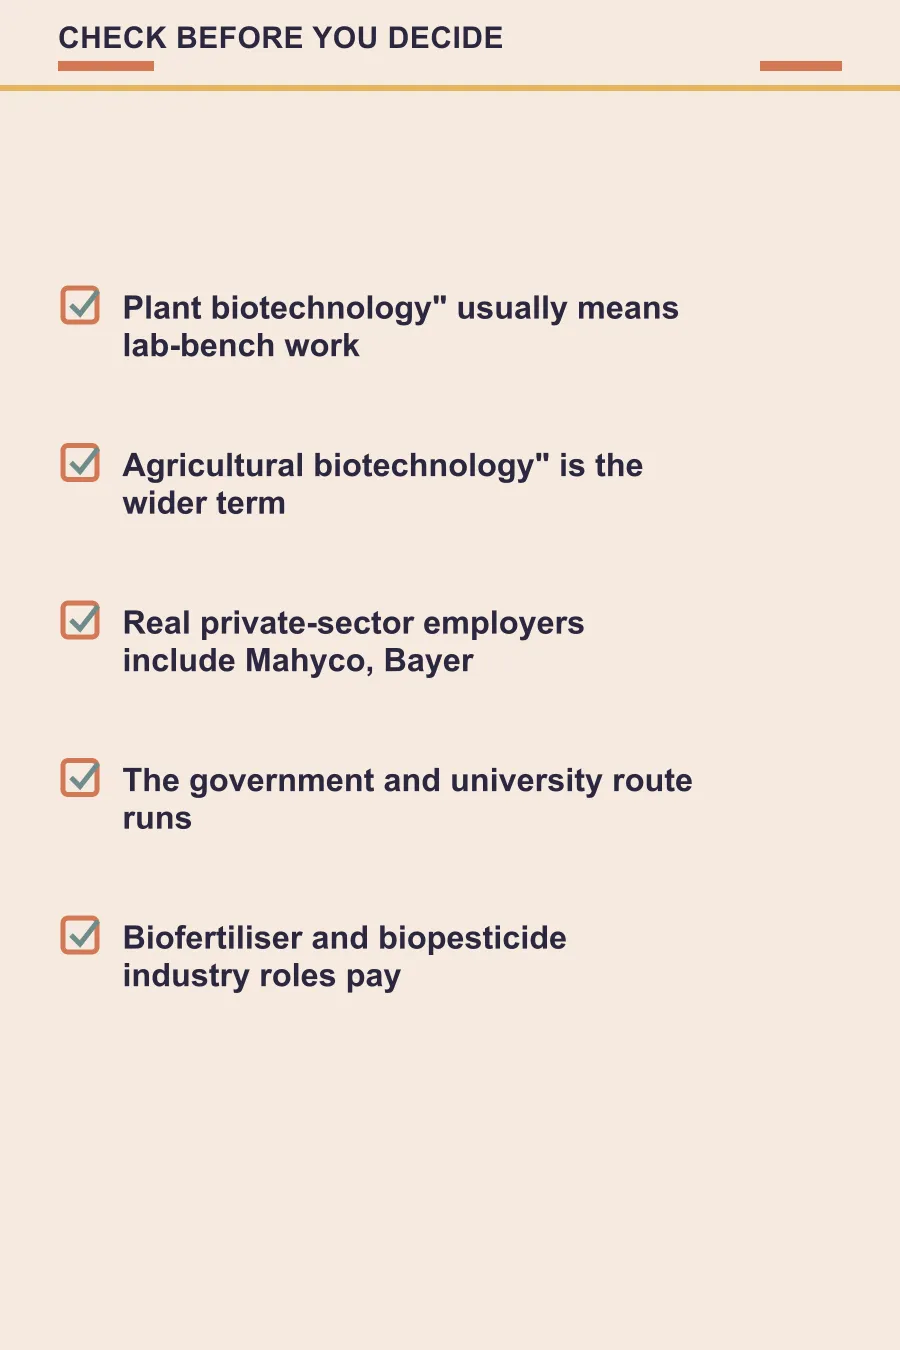 CHECK BEFORE YOU DECIDE
Plant biotechnology" usually means
lab-bench work
Agricultural biotechnology" is the
wider term
Real private-sector employers
include Mahyco, Bayer
The government and university route
runs
Biofertiliser and biopesticide
industry roles pay